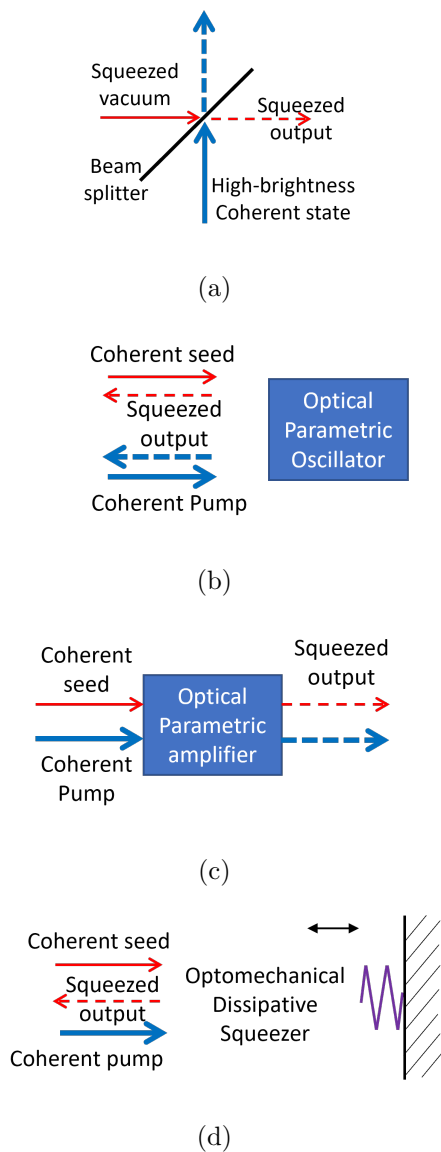 Squeezed
vacuum
Squeezed
output
Beam
splitter
High-brightness
Coherent state
(a)
Coherent seed
Squeezed
output
Coherent Pump
Optical
Parametric
Oscillator
(b)
Coherent
seed
Squeezed
output
Optical
Parametric
amplifier
Coherent
Pump
(c)
Coherent seed
Squeezed
output
Coherent pump
Optomechanical
Dissipative
Squeezer
(d)